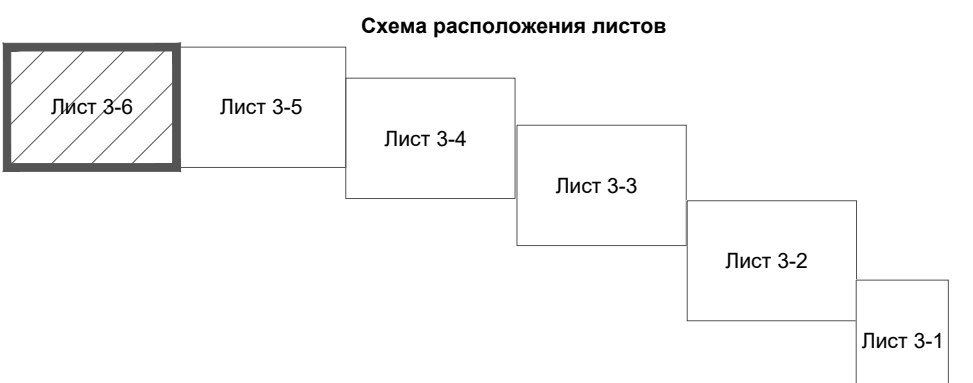 Схема расположения листов
Лист 3-6
Лист 3-5
Лист 3-4
Лист 3-3
Лист 3-2
Лист 3-1